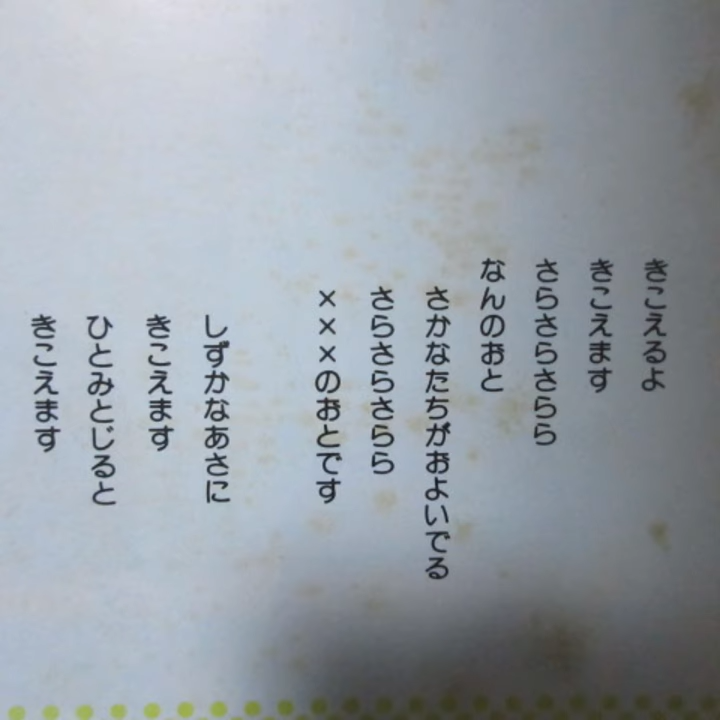 きこえるよ
きこえます
さらさらさらら
なんのおと
さかなたちがおよいでる
さらさらさらら
×××のおとです
しずかなあさに
きこえます
ひとみとじると
きこえます